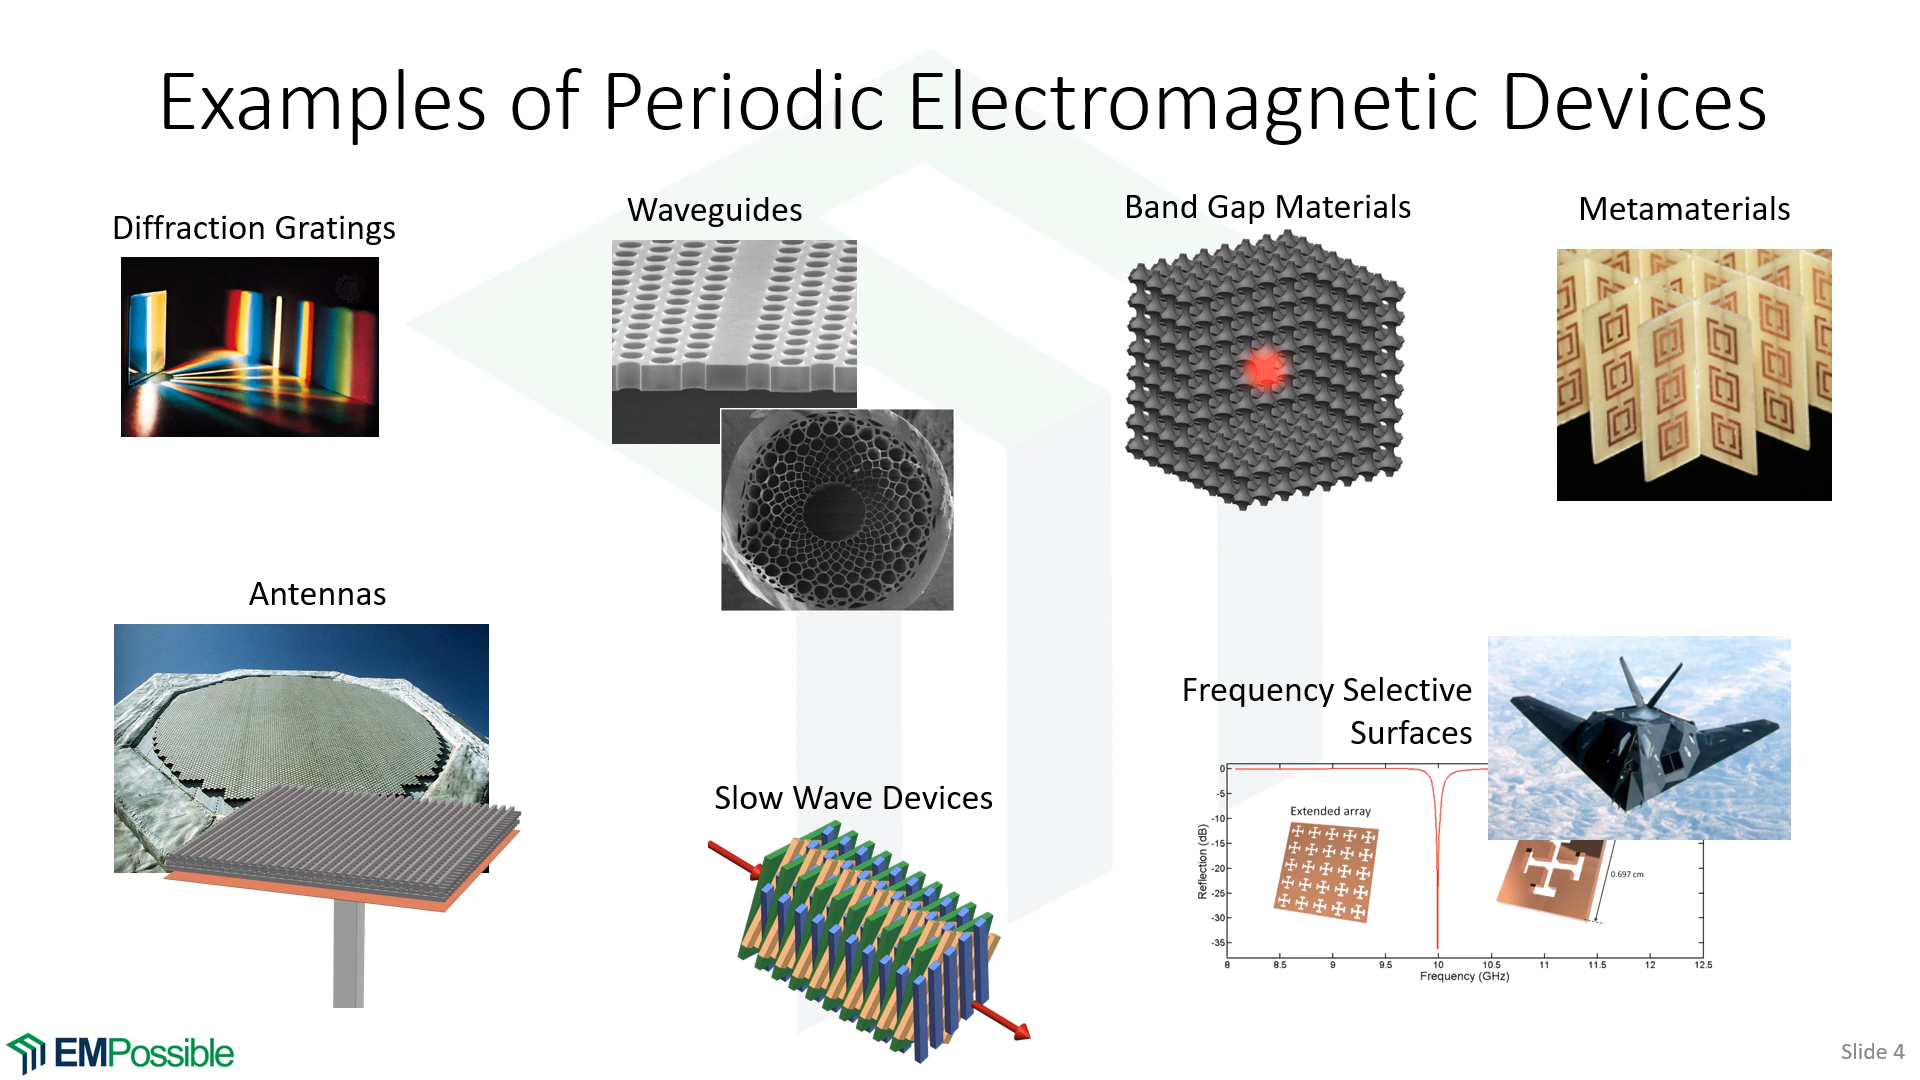 Examples of Periodic Electromagnetic Devices
Diffraction Gratings
Waveguides
Band Gap Materials
Metamaterials
Antennas
Slow Wave Devices
Frequency Selective
Surfaces
Extended array
0.697 cm
Reflection (dB)
0
-5
-10
-15
-20
-25
-30
-35
8
8.5
9
9.5
10
10.5
11
11.5
12
12.5
Frequency (GHz)
EMPossible
Slide 4